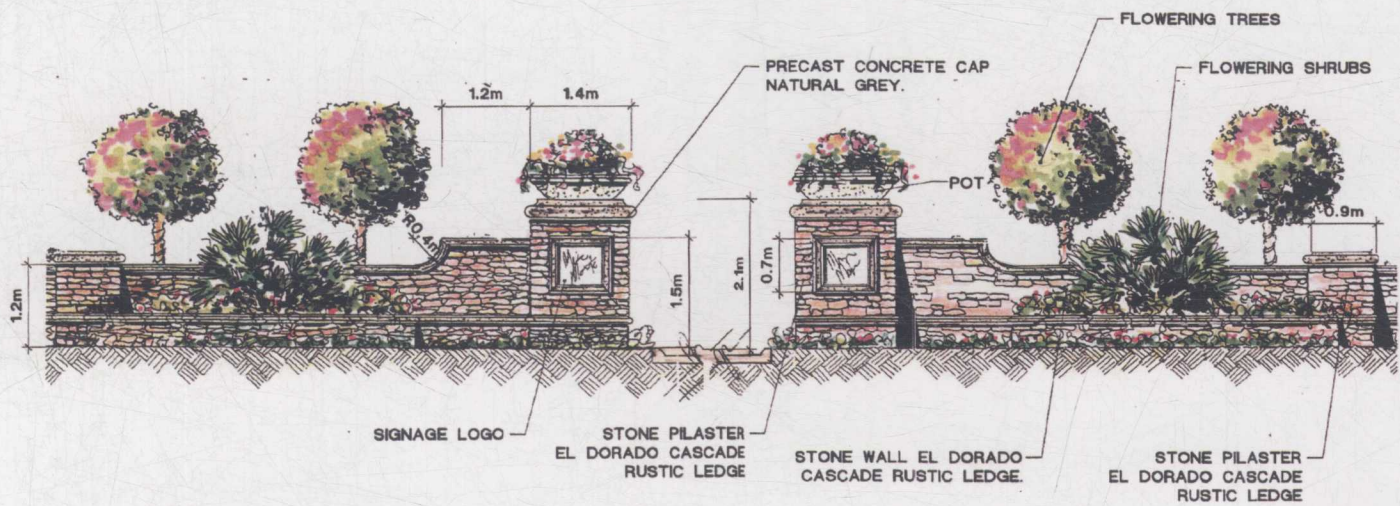 FLOWERING TREES
PRECAST CONCRETE CAP
NATURAL GREY.
FLOWERING SHRUBS
1.2m
1.4m
POT
R0.4m
0.9m
1.2m
1.5m
2.1m
0.7m
SIGNAGE LOGO
STONE PILASTER
EL DORADO CASCADE
RUSTIC LEDGE
STONE WALL EL DORADO
CASCADE RUSTIC LEDGE.
STONE PILASTER
EL DORADO CASCADE
RUSTIC LEDGE